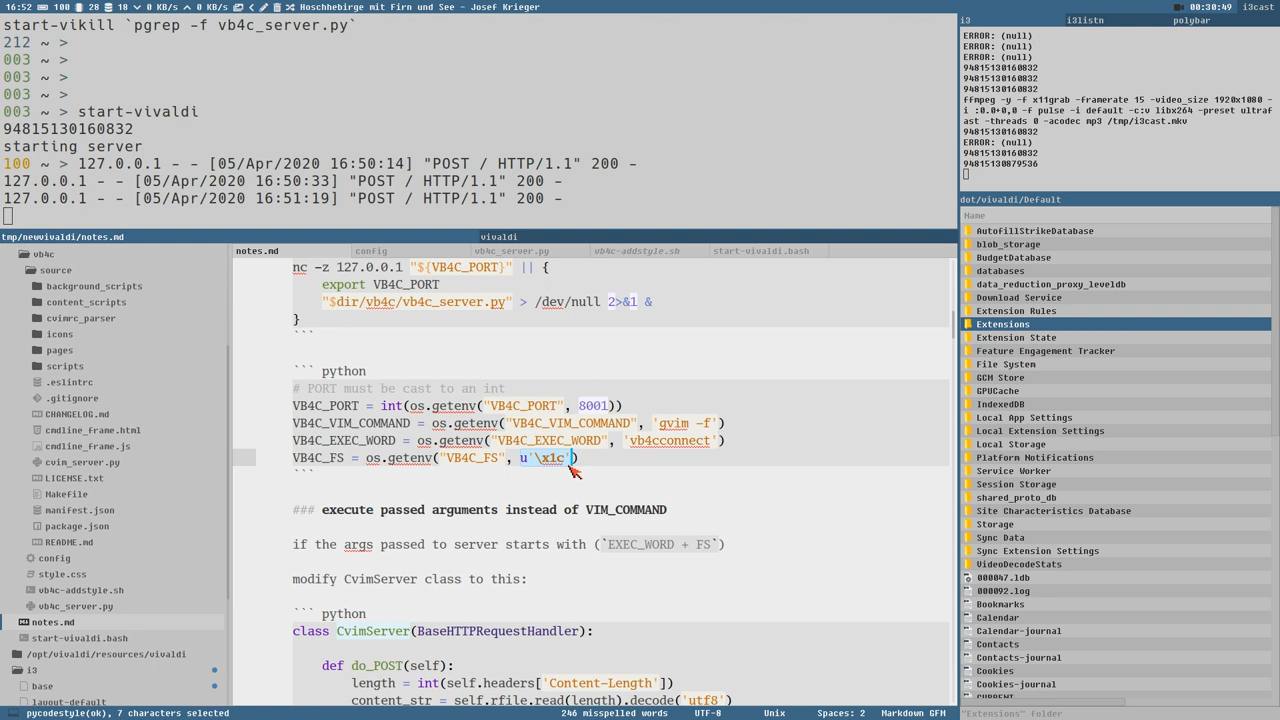 16:52 100 28 18 0 KB/s 0 KB/s Hoschhebirge mit Firn und See - Josef Krieger
00:30:49 i3cast
start-vikill `pgrep -f vb4c_server.py`
212 ~ >
003 ~ >
003 ~ >
003 ~ >
003 ~ > start-vivaldi
94815130160832
starting server
100 ~ > 127.0.0.1 - - [05/Apr/2020 16:50:14] "POST / HTTP/1.1" 200 -
127.0.0.1 - - [05/Apr/2020 16:50:33] "POST / HTTP/1.1" 200 -
127.0.0.1 - - [05/Apr/2020 16:51:19] "POST / HTTP/1.1" 200 -
i3 i3listn polybar
ERROR: (null)
ERROR: (null)
ERROR: (null)
94815130160832
94815130160832
94815130160832
ffmpeg -y -f x11grab -framerate 15 -video_size 1920x1080 -
i :0.0+0,0 -f pulse -i default -c:v libx264 -preset ultraf
ast -threads 0 -acodec mp3 /tmp/i3cast.mkv
94815130160832
ERROR: (null)
94815130160832
94815130879536
tmp/newvivaldi/notes.md vivaldi
vb4c
source
background_scripts
content_scripts
cvimrc_parser
icons
pages
scripts
.eslintrc
.gitignore
CHANGELOG.md
cmdline_frame.html
cmdline_frame.js
cvim_server.py
LICENSE.txt
Makefile
manifest.json
package.json
README.md
config
style.css
vb4c-addstyle.sh
vb4c_server.py
notes.md
start-vivaldi.bash
/opt/vivaldi/resources/vivaldi
i3
base
layout-default
notes.md config vb4c_server.py vb4c-addstyle.sh start-vivaldi.bash
nc -z 127.0.0.1 "${VB4C_PORT}" || {
export VB4C_PORT
"$dir/vb4c/vb4c_server.py" > /dev/null 2>&1 &
}
```
``` python
# PORT must be cast to an int
VB4C_PORT = int(os.getenv("VB4C_PORT", 8001))
VB4C_VIM_COMMAND = os.getenv("VB4C_VIM_COMMAND", 'gvim -f')
VB4C_EXEC_WORD = os.getenv("VB4C_EXEC_WORD", 'vb4cconnect')
VB4C_FS = os.getenv("VB4C_FS", u'\x1c')
```
### execute passed arguments instead of VIM_COMMAND
if the args passed to server starts with (`EXEC_WORD + FS`)
modify CvimServer class to this:
``` python
class CvimServer(BaseHTTPRequestHandler):
def do_POST(self):
length = int(self.headers['Content-Length'])
content_str = self.rfile.read(length).decode('utf8')
dot/vivaldi/Default
Name
AutofillStrikeDatabase
blob_storage
BudgetDatabase
databases
data_reduction_proxy_leveldb
Download Service
Extension Rules
Extensions
Extension State
Feature Engagement Tracker
File System
GCM Store
GPUCache
IndexedDB
Local App Settings
Local Extension Settings
Local Storage
Platform Notifications
Service Worker
Session Storage
shared_proto_db
Site Characteristics Database
Storage
Sync Data
Sync Extension Settings
VideoDecodeStats
000047.ldb
000092.log
Bookmarks
Calendar
Calendar-journal
Contacts
Contacts-journal
Cookies
Cookies-journal
CURRENT
pycodestyle(ok), 7 characters selected 246 misspelled words UTF-8 Unix Spaces: 2 Markdown GFM
"Extensions" folder